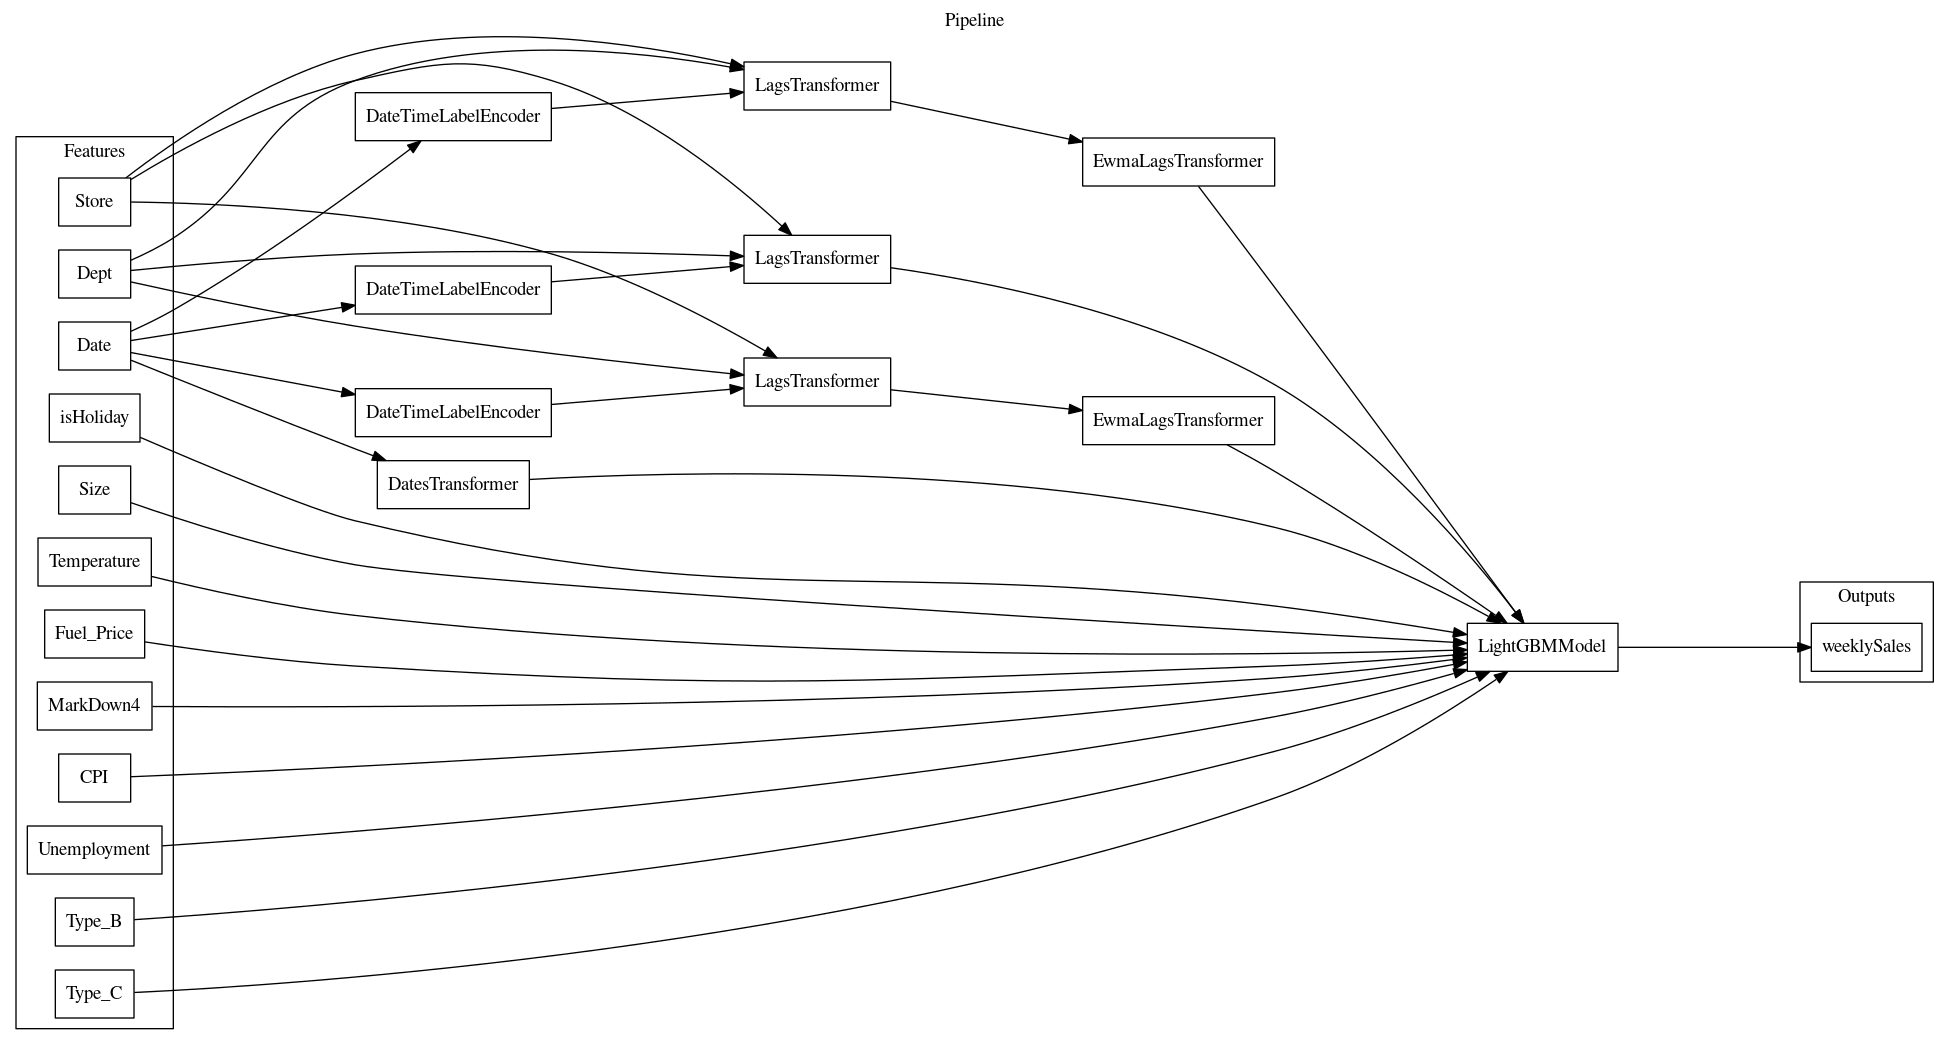 Pipeline
Features
Store
Dept
Date
isHoliday
Size
Temperature
Fuel_Price
MarkDown4
CPI
Unemployment
Type_B
Type_C
DateTimeLabelEncoder
DateTimeLabelEncoder
DateTimeLabelEncoder
DatesTransformer
LagsTransformer
LagsTransformer
LagsTransformer
EwmaLagsTransformer
EwmaLagsTransformer
LightGBMModel
Outputs
weeklySales